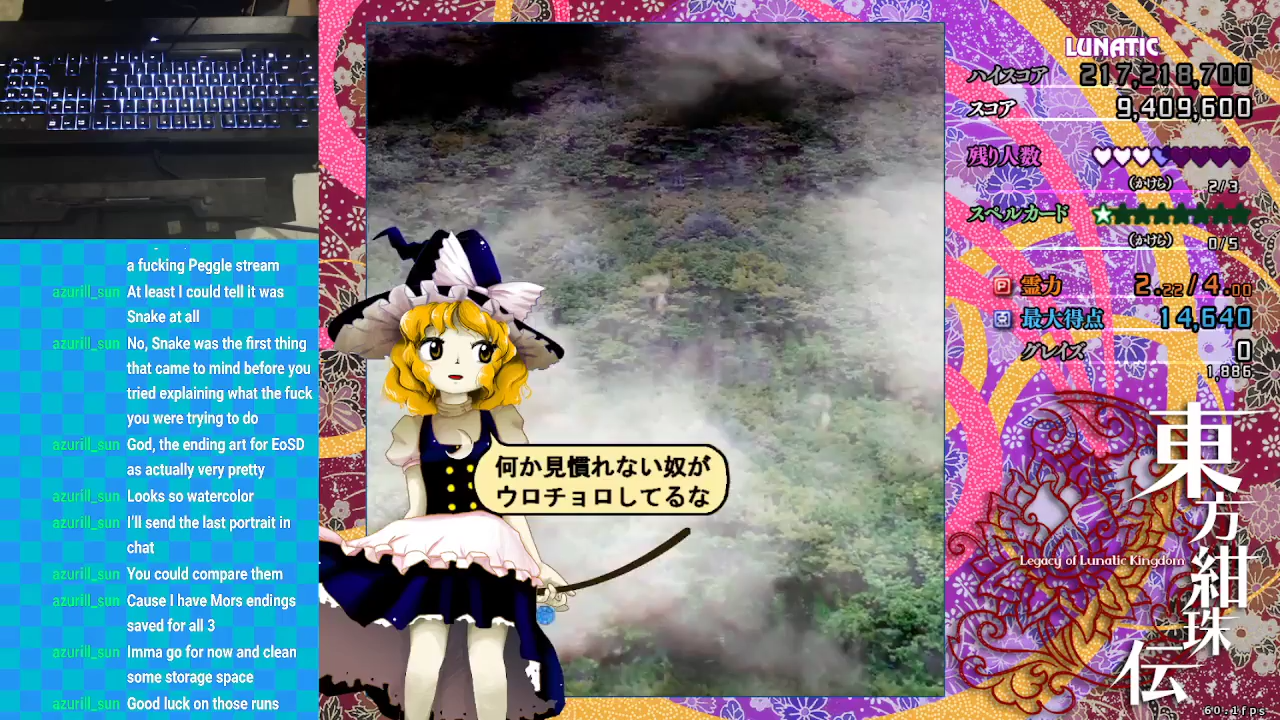 a fucking Peggle stream
azurill_sun At least I could tell it was
Snake at all
azurill_sun No, Snake was the first thing
that came to mind before you
tried explaining what the fuck
you were trying to do
azurill_sun God, the ending art for EoSD
as actually very pretty
azurill_sun Looks so watercolor
azurill_sun I'll send the last portrait in
chat
azurill_sun You could compare them
azurill_sun Cause I have Mors endings
saved for all 3
azurill_sun Imma go for now and clean
some storage space
azurill_sun Good luck on those runs
何か見慣れない奴が
ウロチョロしてるな
LUNATIC
ハイスコア 217,218,700
スコア 9,409,600
残り人数
(かけら) 2/3
スペルカード
(かけら) 0/5
P 霊力 2.22/4.00
最大得点 14,640
グレイズ 0
1,886
東方紺珠伝
Legacy of Lunatic Kingdom
60.1fps